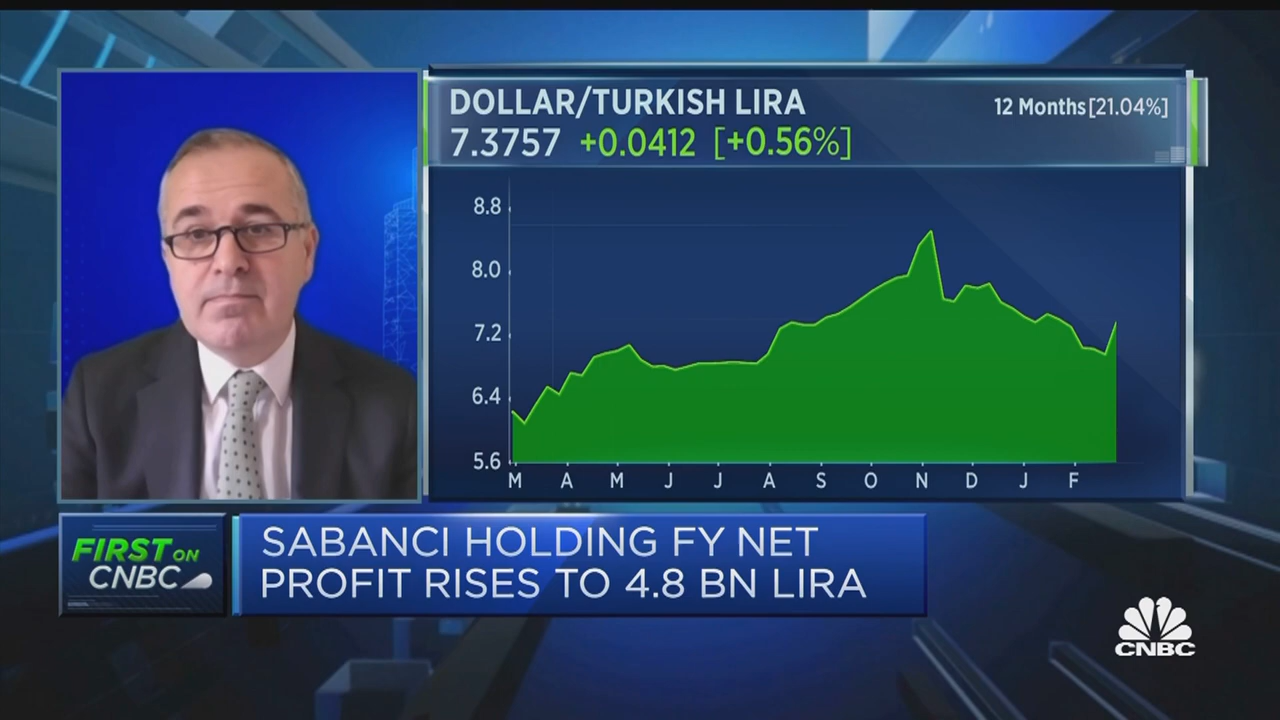 DOLLAR/TURKISH LIRA
12 Months[21.04%]
7.3757 +0.0412 [+0.56%]
8.8
8.0
7.2
6.4
5.6
M A M J J A S O N D J F
FIRST ON
CNBC
SABANCI HOLDING FY NET
PROFIT RISES TO 4.8 BN LIRA
CNBC